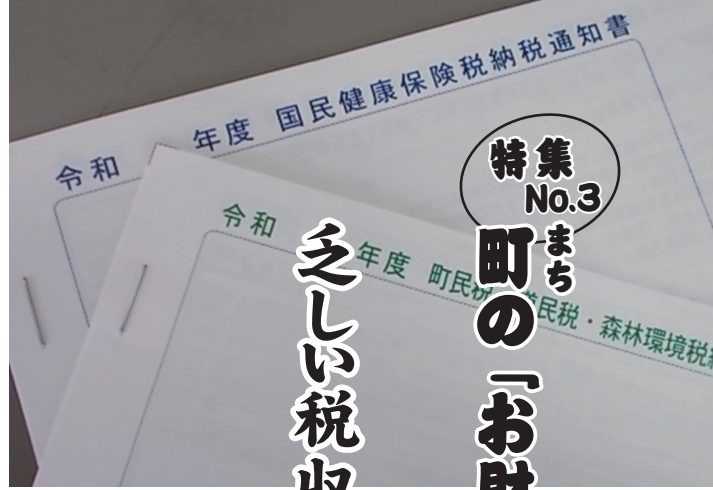 令和　　年度 国民健康保険税納税通知書
特集
No.3
まち
町の「お財
乏しい税収
令和　　年度 町民税・道民税・森林環境税納